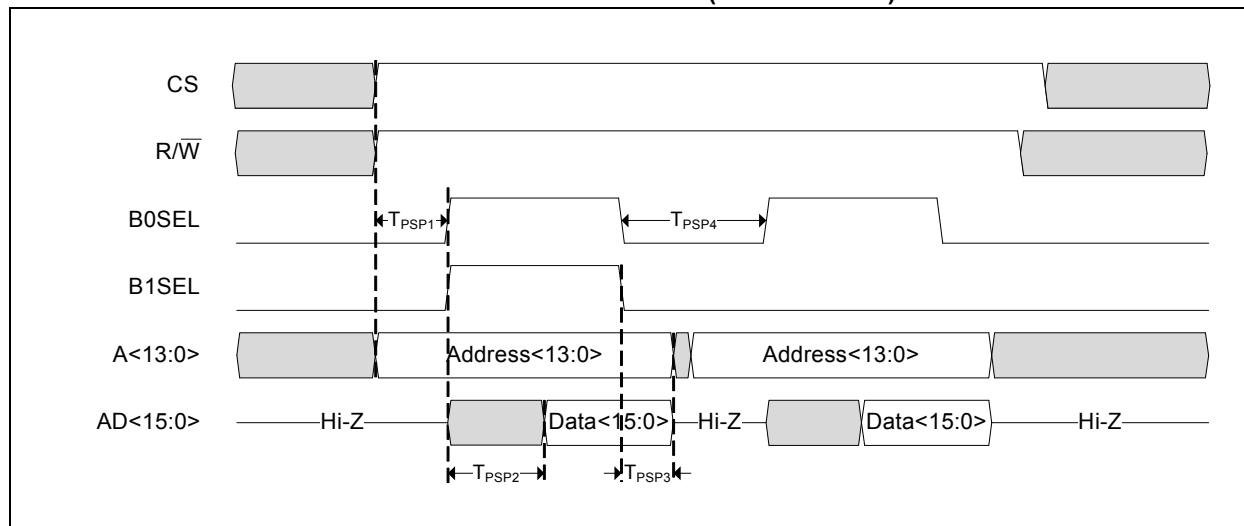 CS
R/W̅
B0SEL
TPSP1
TPSP4
B1SEL
A<13:0>
Address<13:0>
Address<13:0>
AD<15:0>
Hi-Z
Data<15:0>
Hi-Z
Data<15:0>
Hi-Z
TPSP2
TPSP3